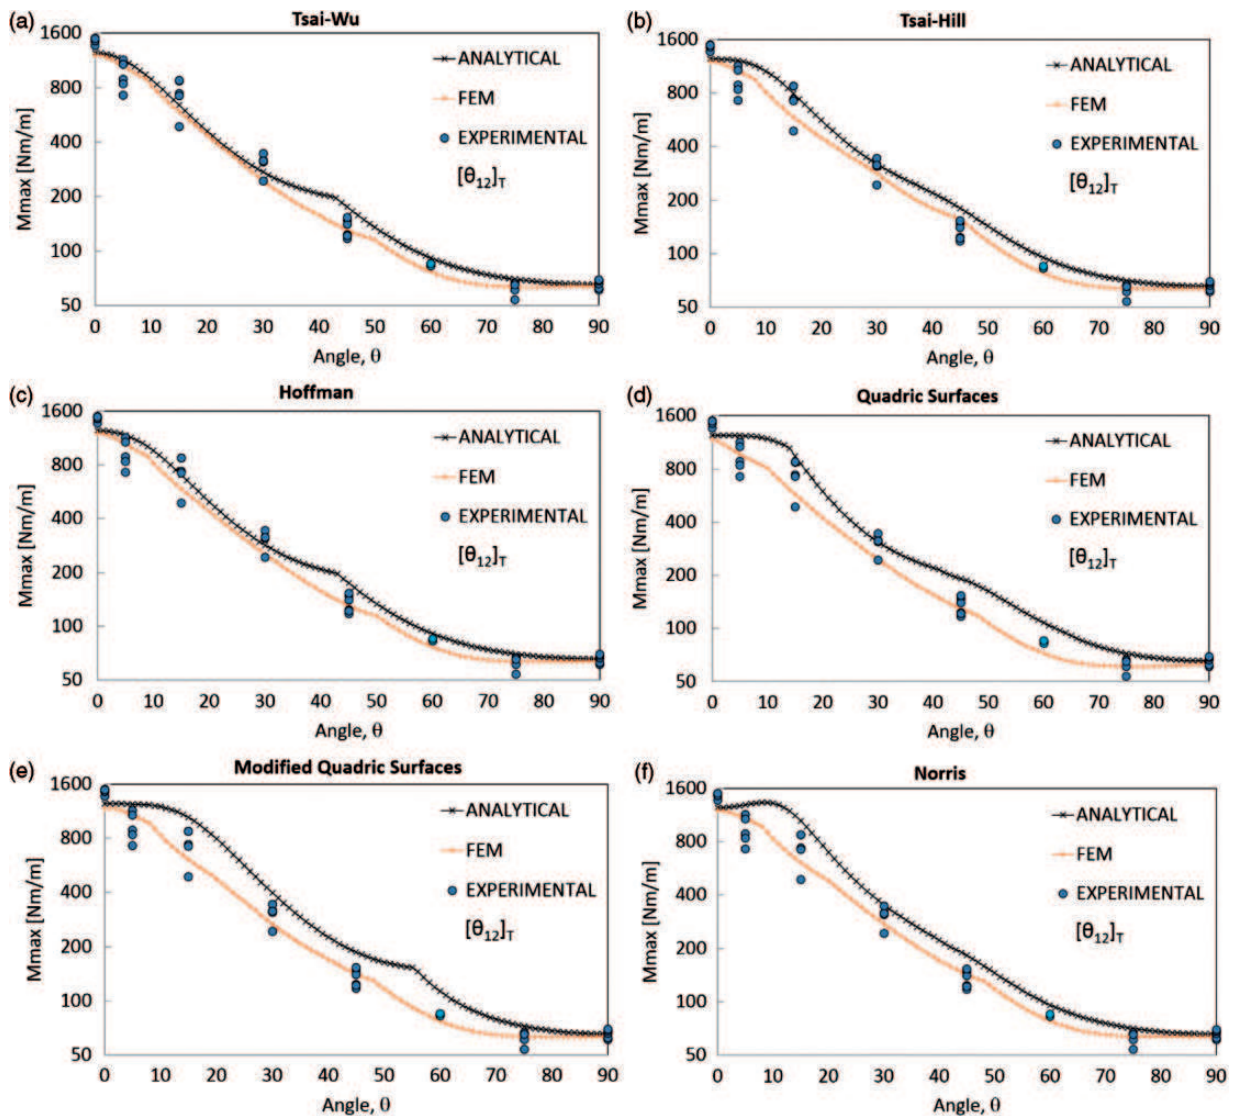 (a)
Tsai-Wu
1600
800
400
200
100
50
Mmax [Nm/m]
ANALYTICAL
FEM
EXPERIMENTAL
[θ12]T
0 10 20 30 40 50 60 70 80 90
Angle, θ
(b)
Tsai-Hill
1600
800
400
200
100
50
Mmax [Nm/m]
ANALYTICAL
FEM
EXPERIMENTAL
[θ12]T
0 10 20 30 40 50 60 70 80 90
Angle, θ
(c)
Hoffman
1600
800
400
200
100
50
Mmax [Nm/m]
ANALYTICAL
FEM
EXPERIMENTAL
[θ12]T
0 10 20 30 40 50 60 70 80 90
Angle, θ
(d)
Quadric Surfaces
1600
800
400
200
100
50
Mmax [Nm/m]
ANALYTICAL
FEM
EXPERIMENTAL
[θ12]T
0 10 20 30 40 50 60 70 80 90
Angle, θ
(e)
Modified Quadric Surfaces
1600
800
400
200
100
50
Mmax [Nm/m]
ANALYTICAL
FEM
EXPERIMENTAL
[θ12]T
0 10 20 30 40 50 60 70 80 90
Angle, θ
(f)
Norris
1600
800
400
200
100
50
Mmax [Nm/m]
ANALYTICAL
FEM
EXPERIMENTAL
[θ12]T
0 10 20 30 40 50 60 70 80 90
Angle, θ